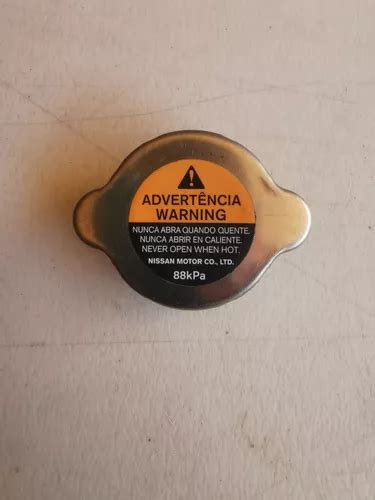 ADVERTÊNCIA
WARNING
NUNCA ABRA QUANDO QUENTE.
NUNCA ABRIR EN CALIENTE.
NEVER OPEN WHEN HOT.
NISSAN MOTOR CO., LTD.
88kPa